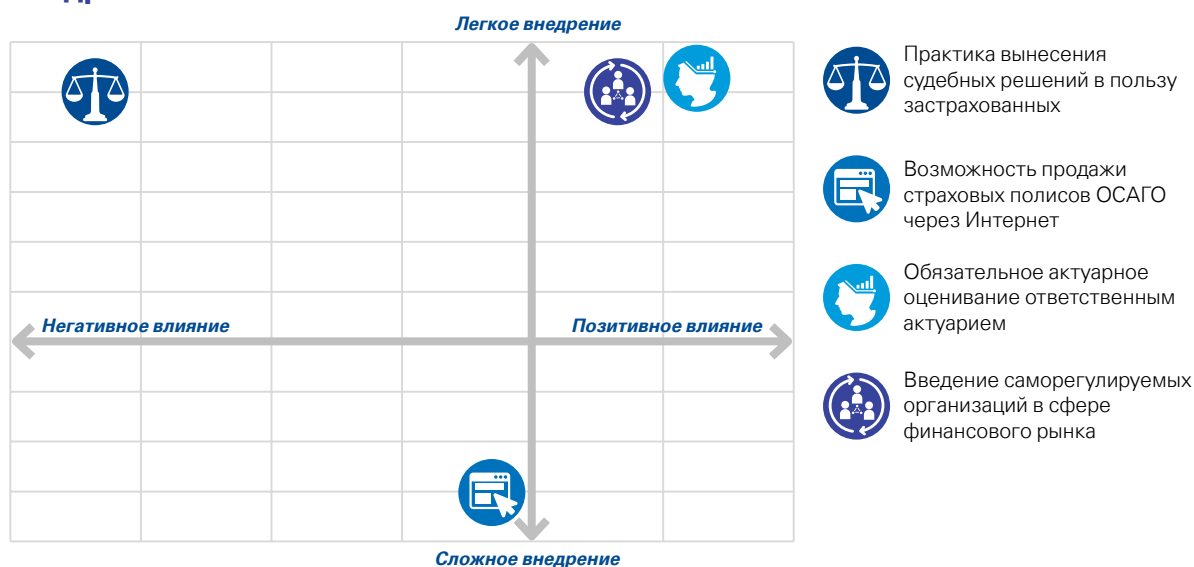 Легкое внедрение
Негативное влияние
Позитивное влияние
Сложное внедрение
Практика вынесения
судебных решений в пользу
застрахованных
Возможность продажи
страховых полисов ОСАГО
через Интернет
Обязательное актуарное
оценивание ответственным
актуарием
Введение саморегулируемых
организаций в сфере
финансового рынка